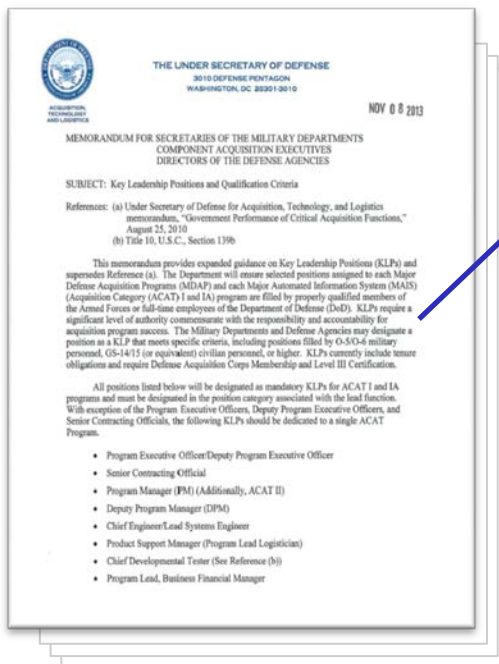 THE UNDER SECRETARY OF DEFENSE
3010 DEFENSE PENTAGON
WASHINGTON, DC 20301-3010
ACQUISITION,
TECHNOLOGY
AND LOGISTICS
NOV 0 8 2013
MEMORANDUM FOR SECRETARIES OF THE MILITARY DEPARTMENTS
COMPONENT ACQUISITION EXECUTIVES
DIRECTORS OF THE DEFENSE AGENCIES
SUBJECT: Key Leadership Positions and Qualification Criteria
References: (a) Under Secretary of Defense for Acquisition, Technology, and Logistics
memorandum, "Government Performance of Critical Acquisition Functions,"
August 25, 2010
(b) Title 10, U.S.C., Section 139b
This memorandum provides expanded guidance on Key Leadership Positions (KLPs) and
supersedes Reference (a). The Department will ensure selected positions assigned to each Major
Defense Acquisition Programs (MDAP) and each Major Automated Information System (MAIS)
(Acquisition Category (ACAT) I and IA) program are filled by properly qualified members of
the Armed Forces or full-time employees of the Department of Defense (DoD). KLPs require a
significant level of authority commensurate with the responsibility and accountability for
acquisition program success. The Military Departments and Defense Agencies may designate a
position as a KLP that meets specific criteria, including positions filled by O-5/O-6 military
personnel, GS-14/15 (or equivalent) civilian personnel, or higher. KLPs currently include tenure
obligations and require Defense Acquisition Corps Membership and Level III Certification.
All positions listed below will be designated as mandatory KLPs for ACAT I and IA
programs and must be designated in the position category associated with the lead function.
With exception of the Program Executive Officers, Deputy Program Executive Officers, and
Senior Contracting Officials, the following KLPs should be dedicated to a single ACAT
Program.
• Program Executive Officer/Deputy Program Executive Officer
• Senior Contracting Official
• Program Manager (PM) (Additionally, ACAT II)
• Deputy Program Manager (DPM)
• Chief Engineer/Lead Systems Engineer
• Product Support Manager (Program Lead Logistician)
• Chief Developmental Tester (See Reference (b))
• Program Lead, Business Financial Manager